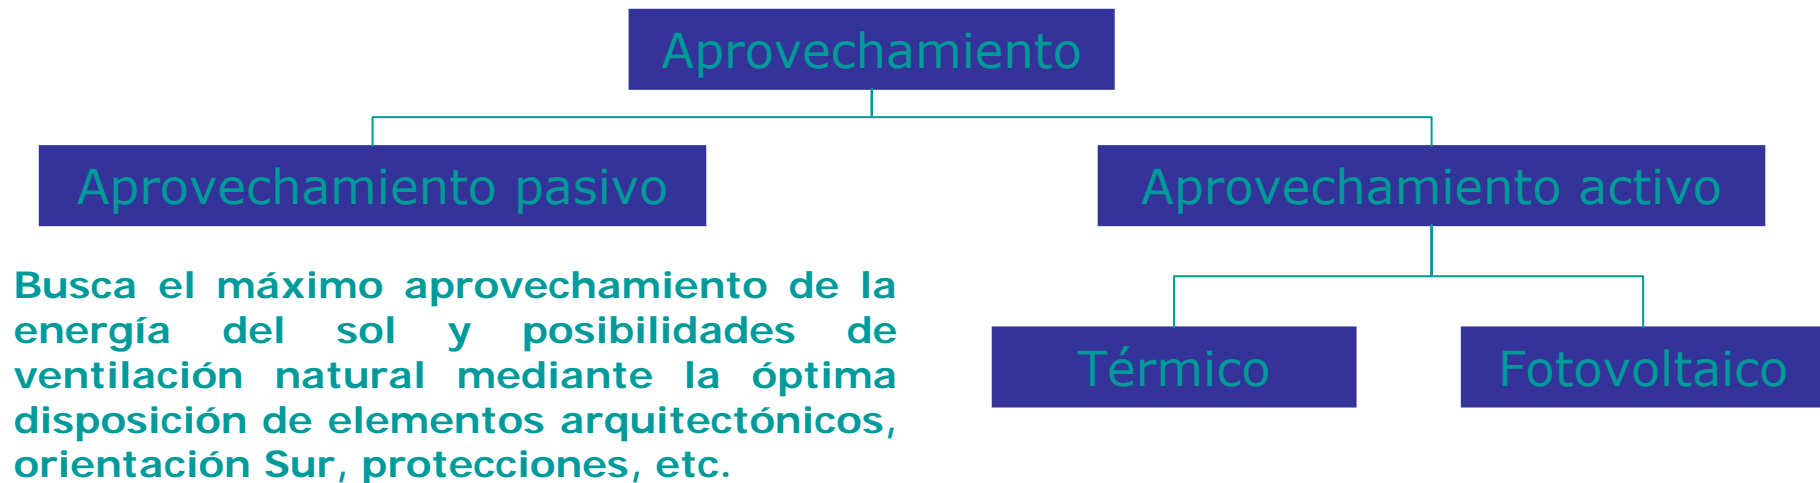 Aprovechamiento
Aprovechamiento pasivo
Aprovechamiento activo
Busca el máximo aprovechamiento de la
energía del sol y posibilidades de
ventilación natural mediante la óptima
disposición de elementos arquitectónicos,
orientación Sur, protecciones, etc.
Térmico
Fotovoltaico